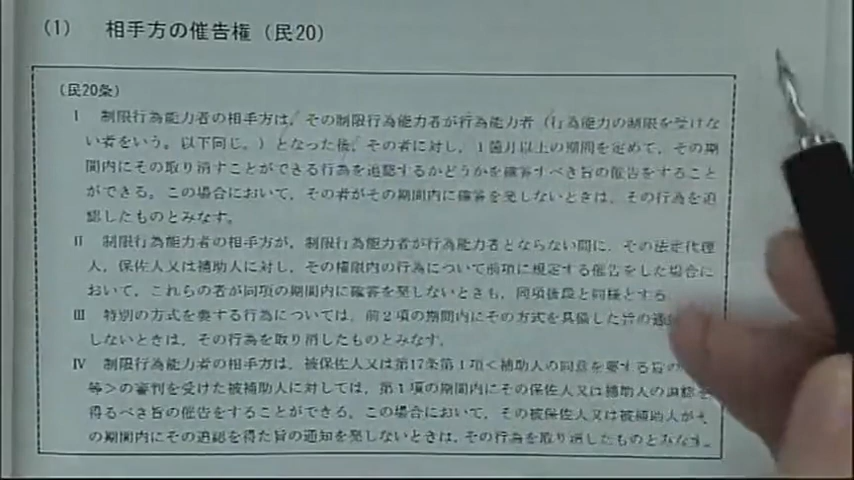 (1) 相手方の催告権（民20）
（民20条）
Ⅰ 制限行為能力者の相手方は、その制限行為能力者が行為能力者（行為能力の制限を受けな
い者をいう。以下同じ。）となった後、その者に対し、1箇月以上の期間を定めて、その期
間内にその取り消すことができる行為を追認するかどうかを確答すべき旨の催告をすること
ができる。この場合において、その者がその期間内に確答を発しないときは、その行為を追
認したものとみなす。
Ⅱ 制限行為能力者の相手方が、制限行為能力者が行為能力者とならない間に、その法定代理
人、保佐人又は補助人に対し、その権限内の行為について前項に規定する催告をした場合に
おいて、これらの者が同項の期間内に確答を発しないときも、同項後段と同様とする。
Ⅲ 特別の方式を要する行為については、前2項の期間内にその方式を具備した旨の通
しないときは、その行為を取り消したものとみなす。
Ⅳ 制限行為能力者の相手方は、被保佐人又は第17条第1項＜補助人の同意を要する旨の
等＞の審判を受けた被補助人に対しては、第1項の期間内にその保佐人又は補助人の追認を
得るべき旨の催告をすることができる。この場合において、その被保佐人又は被補助人がそ
の期間内にその追認を得た旨の通知を発しないときは、その行為を取り消したものとみなす。